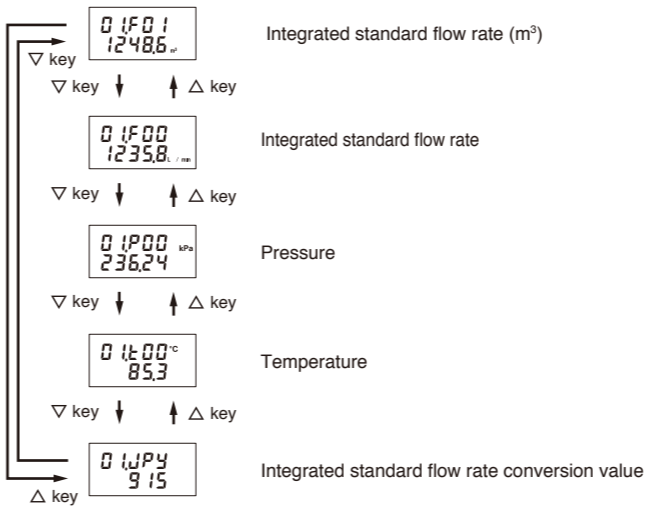 01.F01
1248.6 m³
Integrated standard flow rate (m³)
▽ key
▽ key
△ key
01.F00
1235.8 L / min
Integrated standard flow rate
▽ key
△ key
01.P00 kPa
236.24
Pressure
▽ key
△ key
01.t00 °C
85.3
Temperature
▽ key
△ key
01.JPY
915
Integrated standard flow rate conversion value
△ key